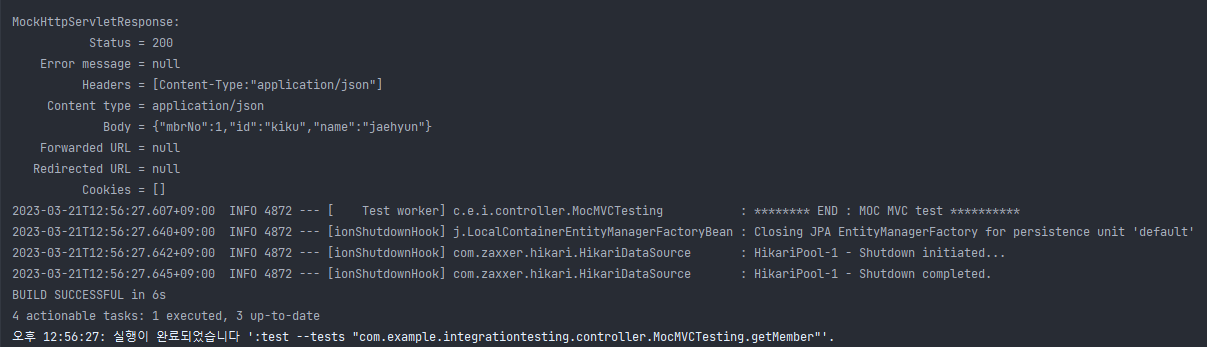 MockHttpServletResponse:
Status = 200
Error message = null
Headers = [Content-Type:"application/json"]
Content type = application/json
Body = {"mbrNo":1,"id":"kiku","name":"jaehyun"}
Forwarded URL = null
Redirected URL = null
Cookies = []
2023-03-21T12:56:27.607+09:00  INFO 4872 --- [    Test worker] c.e.i.controller.MocMVCTesting           : ******** END : MOC MVC test **********
2023-03-21T12:56:27.640+09:00  INFO 4872 --- [ionShutdownHook] j.LocalContainerEntityManagerFactoryBean : Closing JPA EntityManagerFactory for persistence unit 'default'
2023-03-21T12:56:27.642+09:00  INFO 4872 --- [ionShutdownHook] com.zaxxer.hikari.HikariDataSource       : HikariPool-1 - Shutdown initiated...
2023-03-21T12:56:27.645+09:00  INFO 4872 --- [ionShutdownHook] com.zaxxer.hikari.HikariDataSource       : HikariPool-1 - Shutdown completed.
BUILD SUCCESSFUL in 6s
4 actionable tasks: 1 executed, 3 up-to-date
오후 12:56:27: 실행이 완료되었습니다 ':test --tests "com.example.integrationtesting.controller.MocMVCTesting.getMember"'.